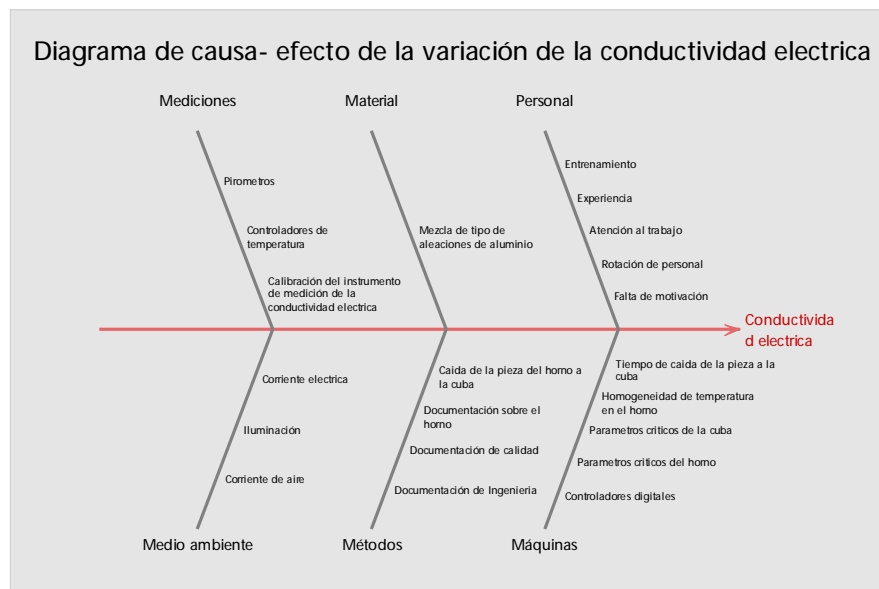 Diagrama de causa- efecto de la variación de la conductividad electrica
Mediciones
Material
Personal
Pirometros
Controladores de
temperatura
Calibración del instrumento
de medición de la
conductividad electrica
Mezcla de tipo de
aleaciones de aluminio
Entrenamiento
Experiencia
Atención al trabajo
Rotación de personal
Falta de motivación
Conductivida
d electrica
Corriente electrica
Iluminación
Corriente de aire
Caida de la pieza del horno a
la cuba
Documentación sobre el
horno
Documentación de calidad
Documentación de Ingenieria
Tiempo de caida de la pieza a la
cuba
Homogeneidad de temperatura
en el horno
Parametros criticos de la cuba
Parametros criticos del horno
Controladores digitales
Medio ambiente
Métodos
Máquinas